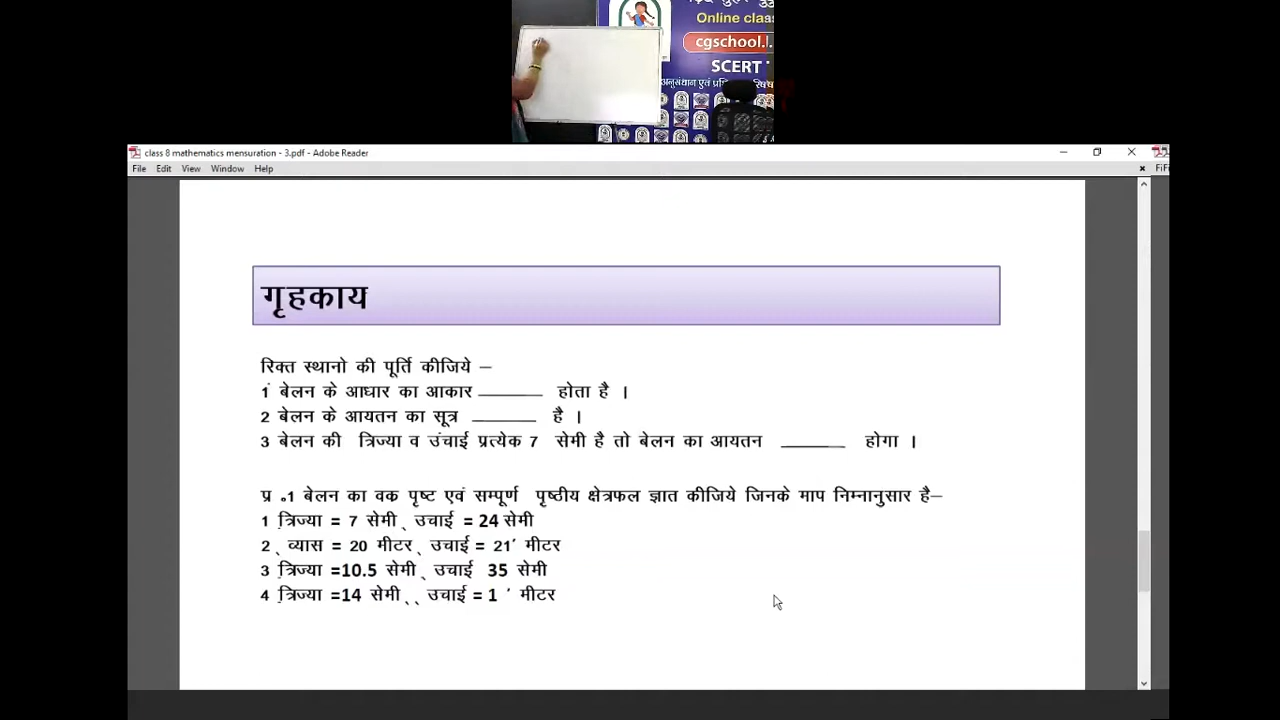 Online claa
cgschool.
SCERT
अनुसंधान एवं
class 8 mathematics mensuration - 3.pdf - Adobe Reader
File Edit View Window Help
गृहकाय
रिक्त स्थानो की पूर्ति कीजिये –
1 बेलन के आधार का आकार ______ होता है ।
2 बेलन के आयतन का सूत्र ______ है ।
3 बेलन की त्रिज्या व उंचाई प्रत्येक 7 सेमी है तो बेलन का आयतन ______ होगा ।
प्र ॰1 बेलन का वक पृष्ट एवं सम्पूर्ण पृष्ठीय क्षेत्रफल ज्ञात कीजिये जिनके माप निम्नानुसार है–
1 त्रिज्या = 7 सेमी ़ उचाई = 24 सेमी
2 ़ व्यास = 20 मीटर ़ उचाई = 21' मीटर
3 त्रिज्या =10.5 सेमी ़ उचाई 35 सेमी
4 त्रिज्या =14 सेमी ़ ़ उचाई = 1 ' मीटर